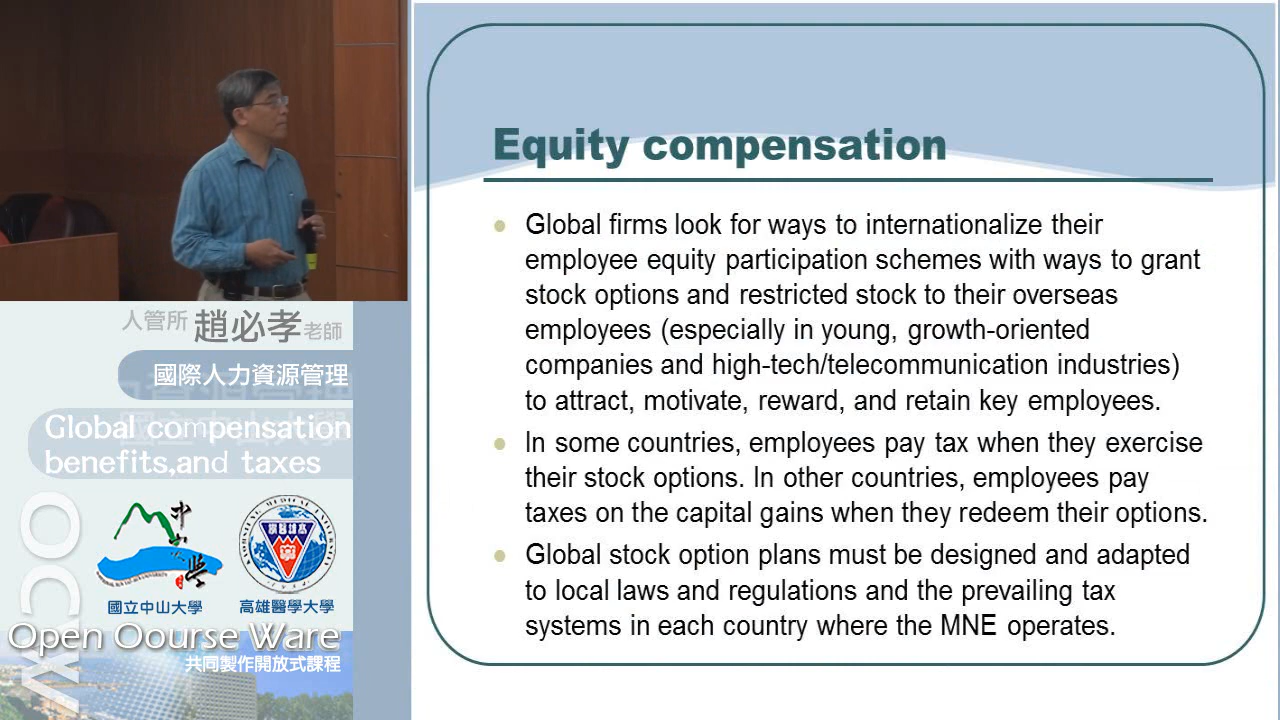 Equity compensation
Global firms look for ways to internationalize their
employee equity participation schemes with ways to grant
stock options and restricted stock to their overseas
employees (especially in young, growth-oriented
companies and high-tech/telecommunication industries)
to attract, motivate, reward, and retain key employees.
In some countries, employees pay tax when they exercise
their stock options. In other countries, employees pay
taxes on the capital gains when they redeem their options.
Global stock option plans must be designed and adapted
to local laws and regulations and the prevailing tax
systems in each country where the MNE operates.
人管所 趙必孝老師
國際人力資源管理
Global compensation
benefits,and taxes
OCW
國立中山大學
高雄醫學大學
Open Oourse Ware
共同製作開放式課程